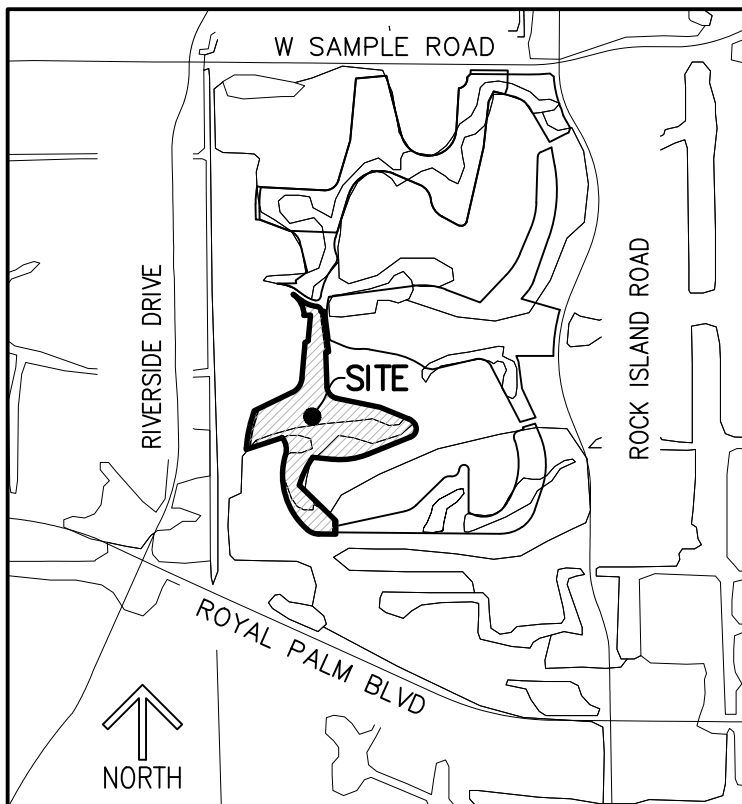 W SAMPLE ROAD
RIVERSIDE DRIVE
ROCK ISLAND ROAD
SITE
ROYAL PALM BLVD
NORTH